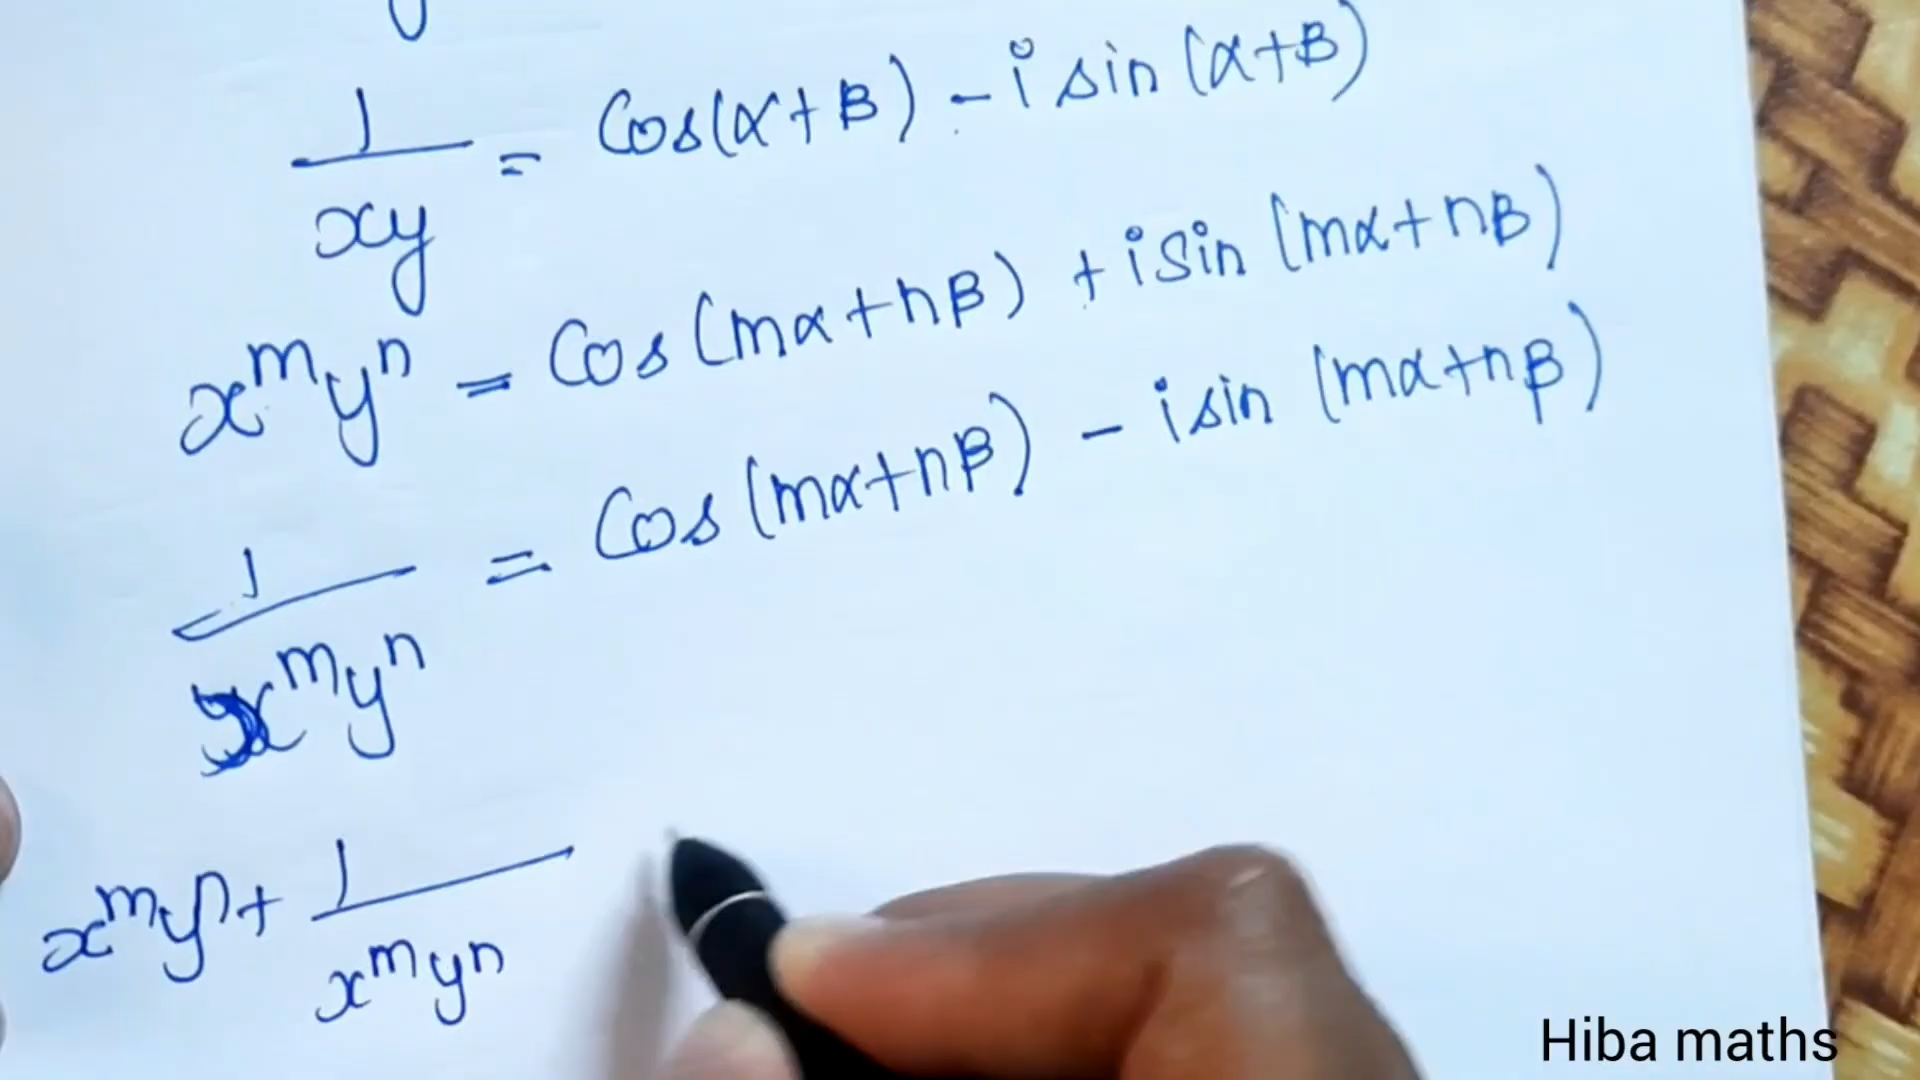 1/xy = Cos(α+β) - i sin (α+β)
x^m y^n = Cos (mα+nβ) + i Sin (mα+nβ)
1/x^m y^n = Cos (mα+nβ) - i sin (mα+nβ)
x^m y^n + 1/x^m y^n
Hiba maths